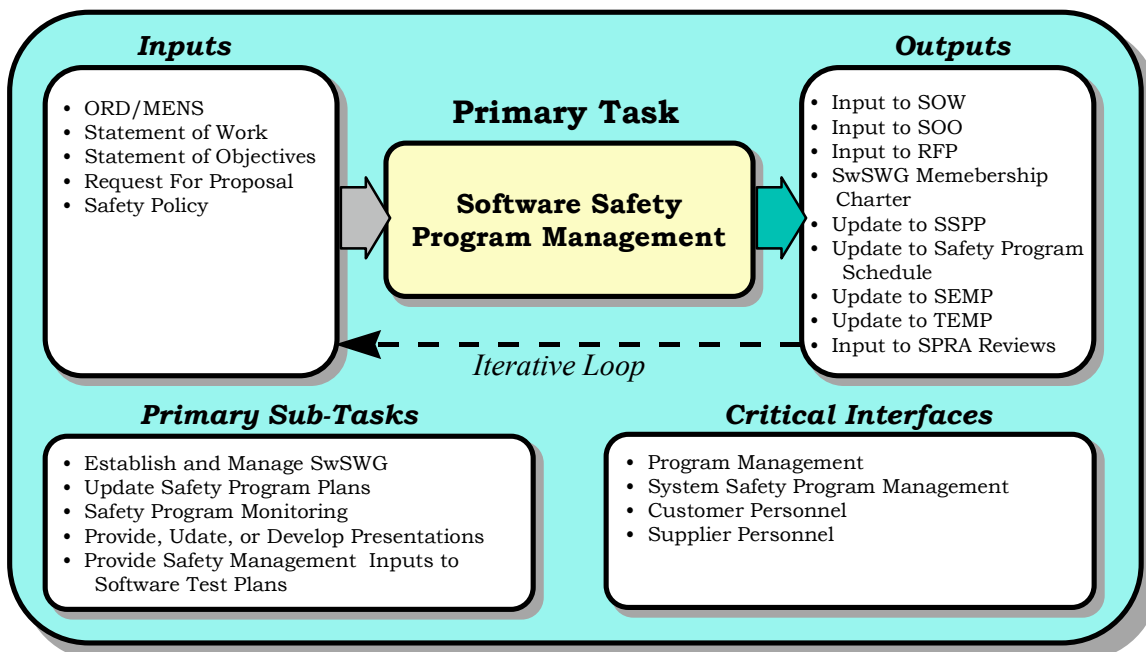 Inputs
• ORD/MENS
• Statement of Work
• Statement of Objectives
• Request For Proposal
• Safety Policy
Primary Task
Software Safety
Program Management
Outputs
• Input to SOW
• Input to SOO
• Input to RFP
• SwSWG Memebership
Charter
• Update to SSPP
• Update to Safety Program
Schedule
• Update to SEMP
• Update to TEMP
• Input to SPRA Reviews
Iterative Loop
Primary Sub-Tasks
• Establish and Manage SwSWG
• Update Safety Program Plans
• Safety Program Monitoring
• Provide, Udate, or Develop Presentations
• Provide Safety Management Inputs to
Software Test Plans
Critical Interfaces
• Program Management
• System Safety Program Management
• Customer Personnel
• Supplier Personnel